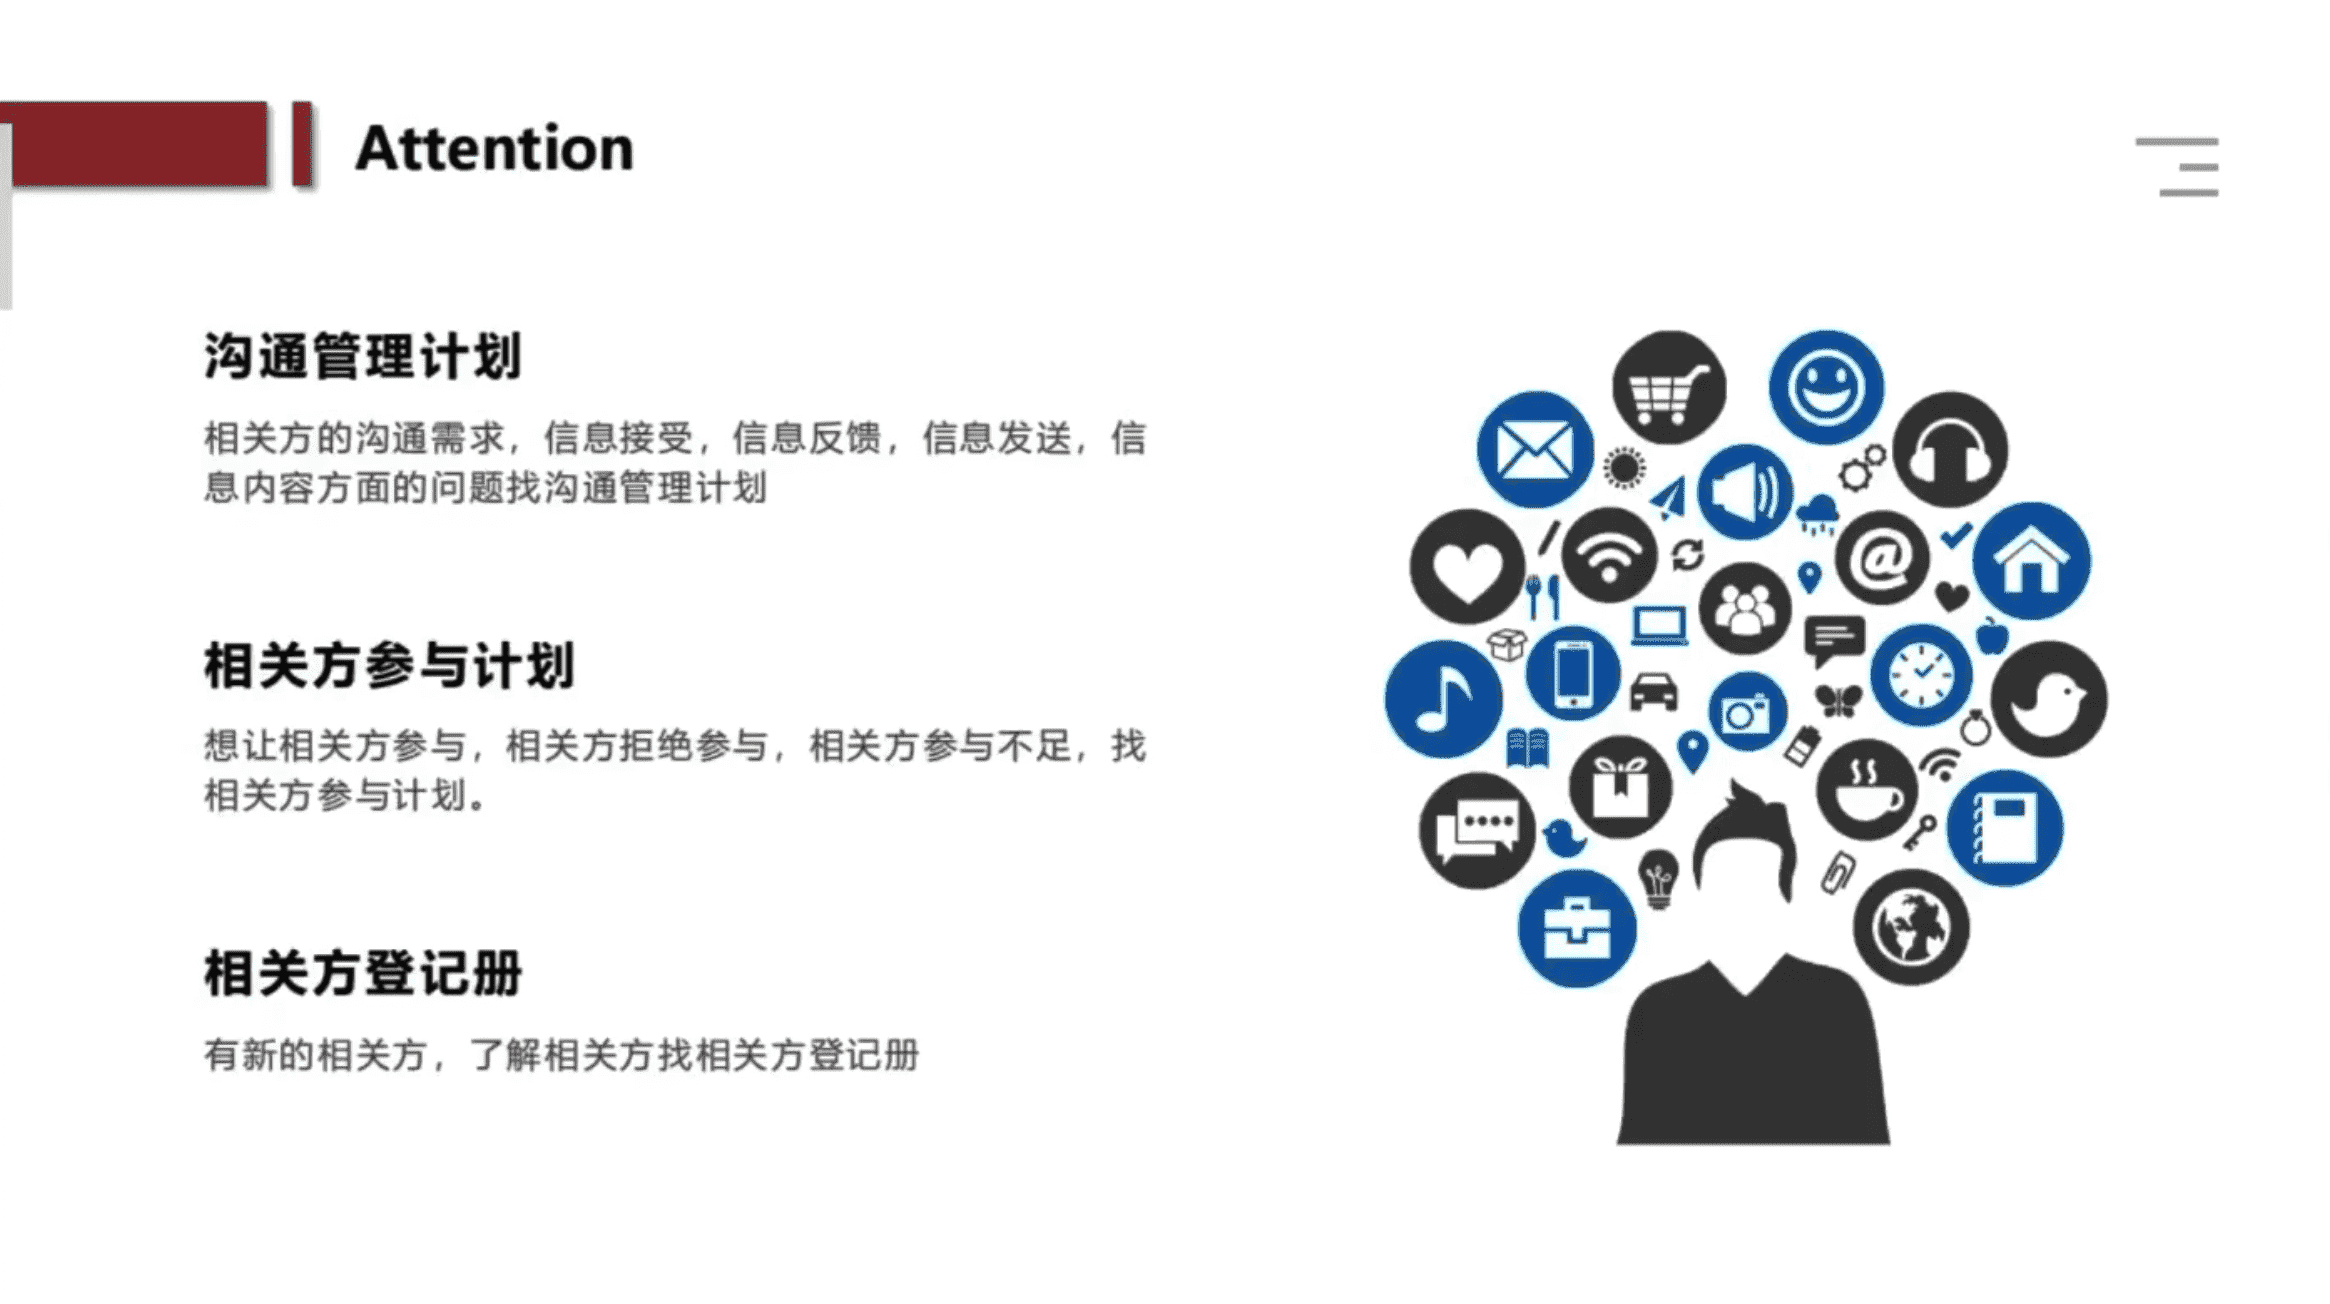 Attention
沟通管理计划
相关方的沟通需求，信息接受，信息反馈，信息发送，信
息内容方面的问题找沟通管理计划
相关方参与计划
想让相关方参与，相关方拒绝参与，相关方参与不足，找
相关方参与计划。
相关方登记册
有新的相关方，了解相关方找相关方登记册